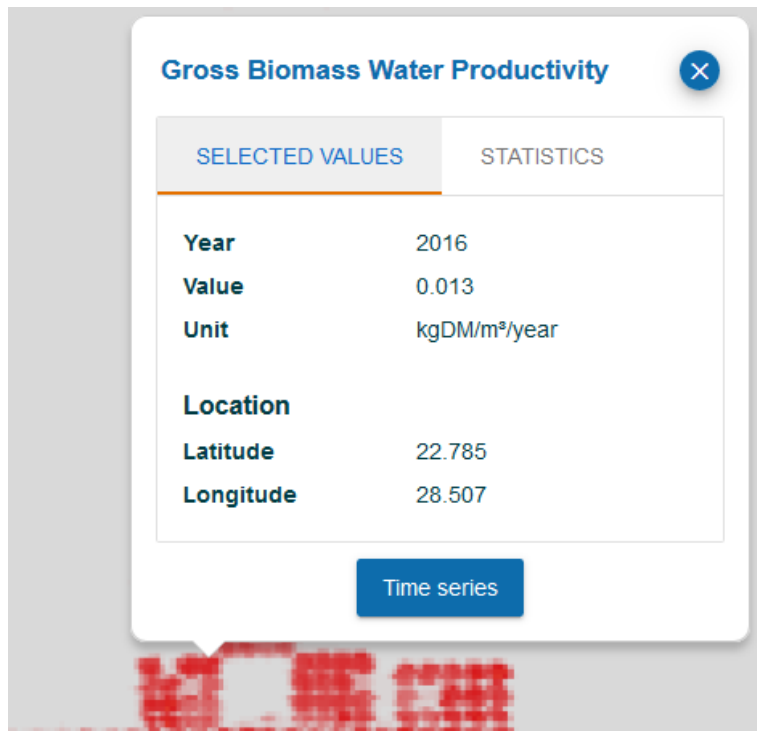 Gross Biomass Water Productivity
SELECTED VALUES STATISTICS
Year 2016
Value 0.013
Unit kgDM/m³/year
Location
Latitude 22.785
Longitude 28.507
Time series